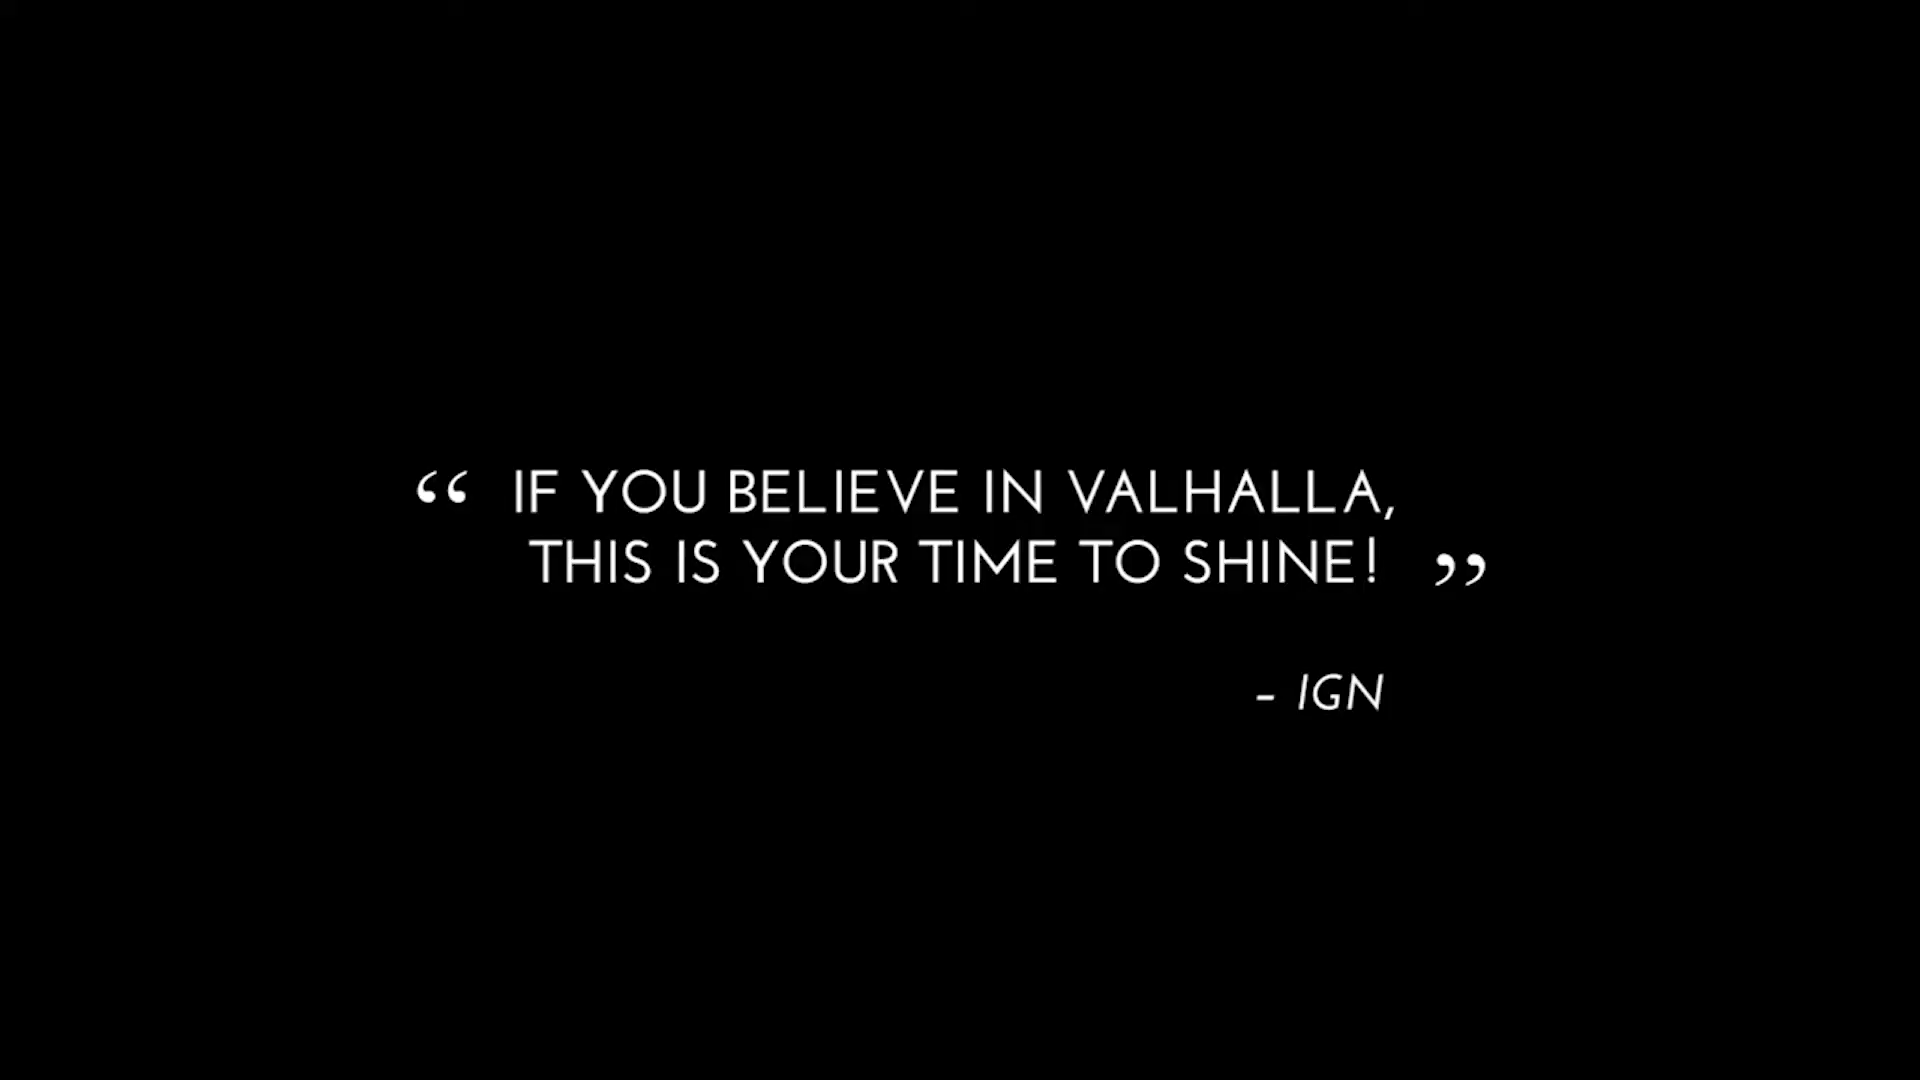 “ IF YOU BELIEVE IN VALHALLA,
THIS IS YOUR TIME TO SHINE! ”
– IGN